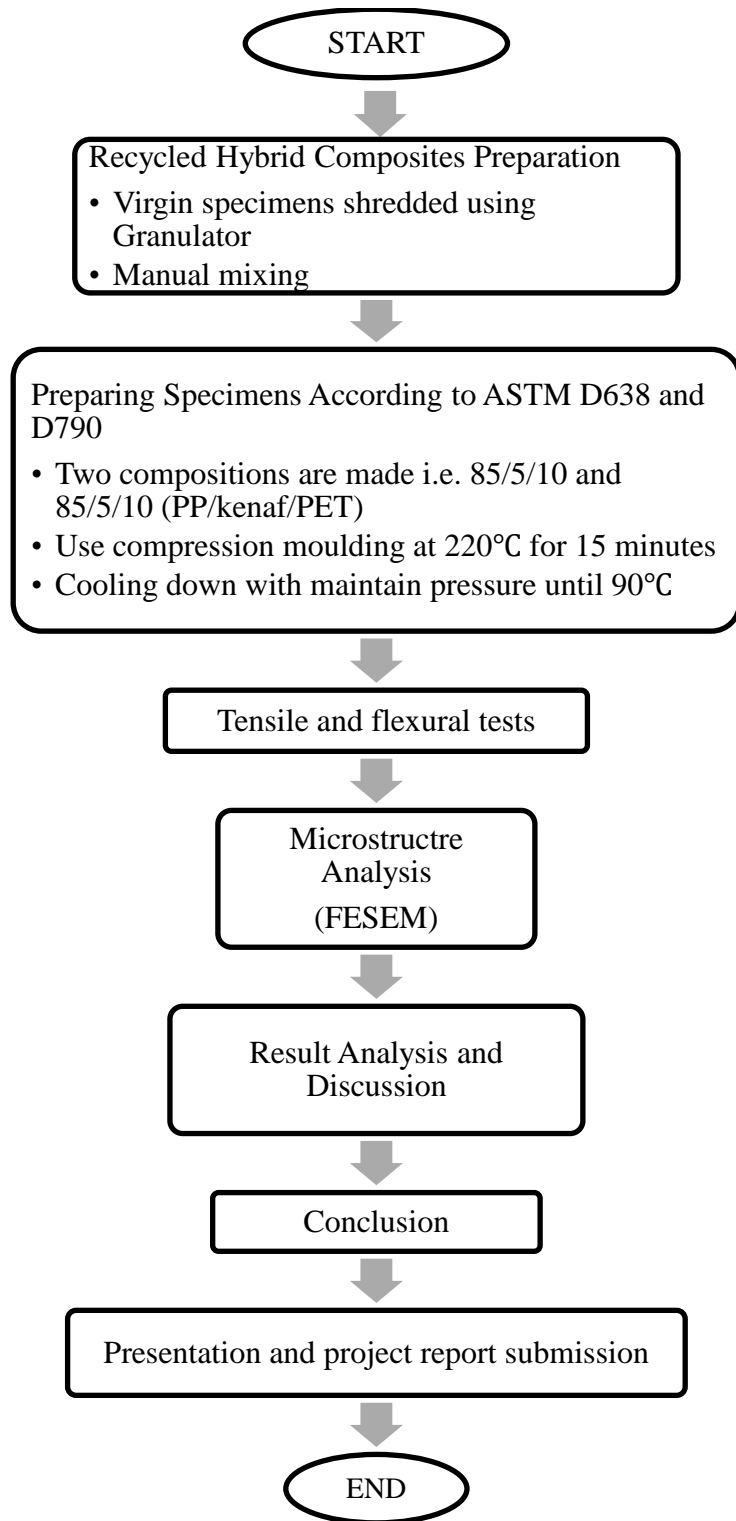 START
Recycled Hybrid Composites Preparation
• Virgin specimens shredded using
Granulator
• Manual mixing
Preparing Specimens According to ASTM D638 and
D790
• Two compositions are made i.e. 85/5/10 and
85/5/10 (PP/kenaf/PET)
• Use compression moulding at 220℃ for 15 minutes
• Cooling down with maintain pressure until 90℃
Tensile and flexural tests
Microstructre
Analysis
(FESEM)
Result Analysis and
Discussion
Conclusion
Presentation and project report submission
END